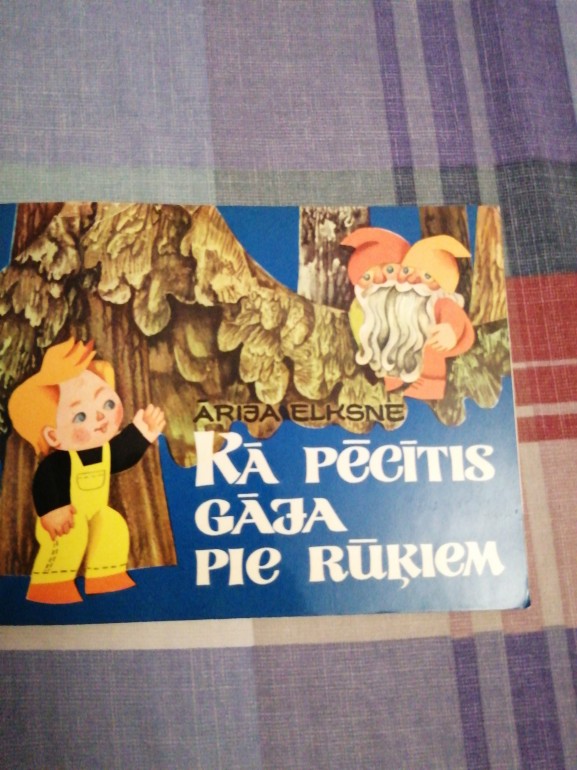 ĀRIJA ELKSNE
KĀ PĒCĪTIS
GĀJA
PIE RŪĶIEM